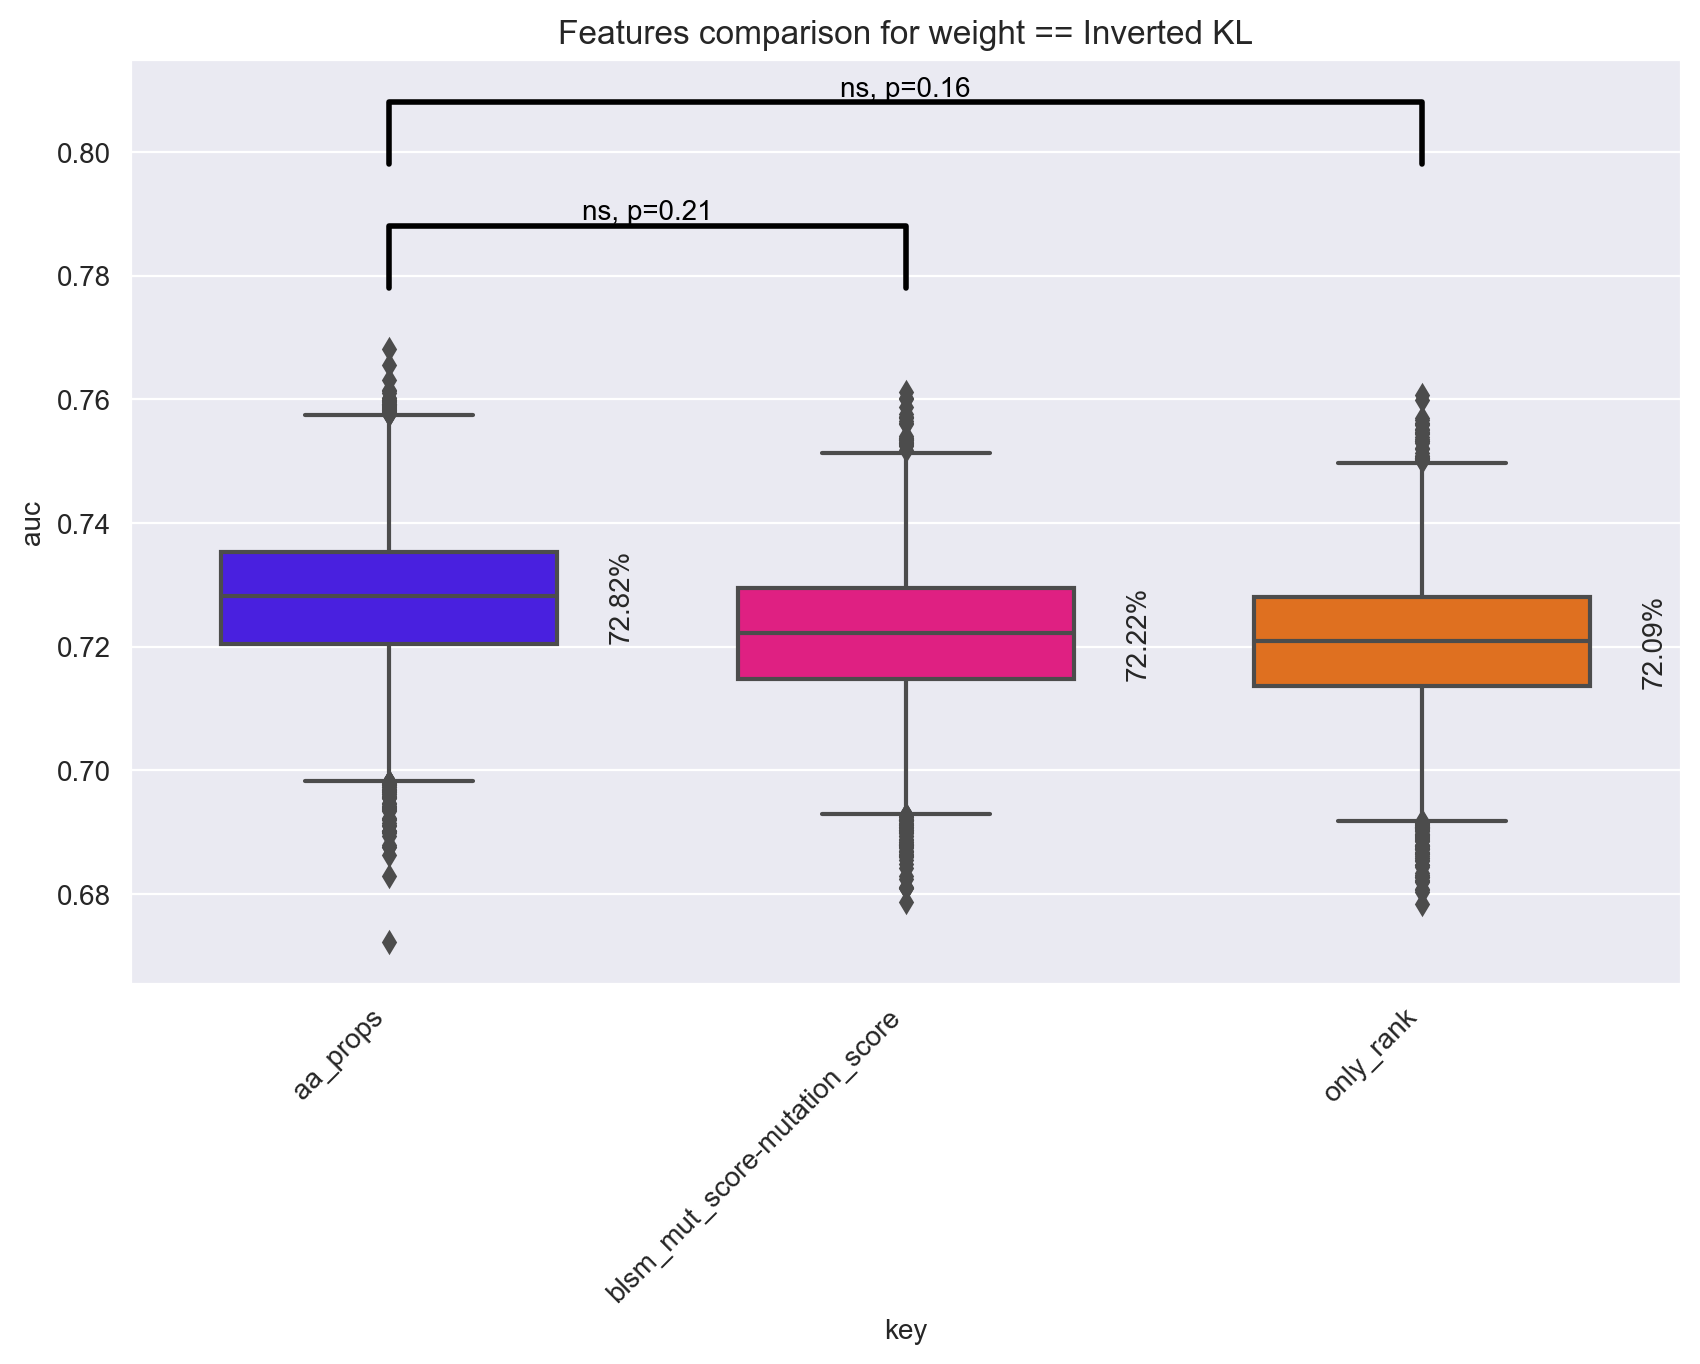 Features comparison for weight == Inverted KL
ns, p=0.16
0.80
ns, p=0.21
0.78
0.76
0.74
0.72
0.70
0.68
auc
72.82%
72.22%
72.09%
aa_props
blsm_mut_score-mutation_score
only_rank
key